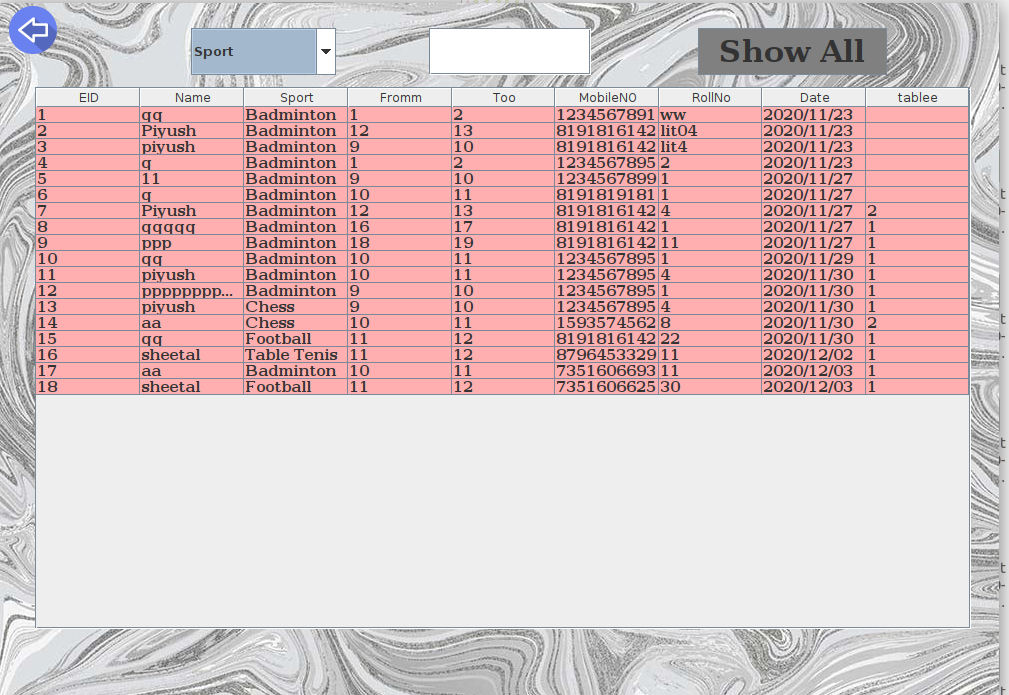 Sport Show All
EID Name Sport Fromm Too MobileN0 RollNo Date tablee
1 qq Badminton 1 2 1234567891 ww 2020/11/23
2 Piyush Badminton 12 13 8191816142 lit04 2020/11/23
3 piyush Badminton 9 10 8191816142 lit4 2020/11/23
4 q Badminton 1 2 1234567895 2 2020/11/23
5 11 Badminton 9 10 1234567899 1 2020/11/27
6 q Badminton 10 11 8191819181 1 2020/11/27
7 Piyush Badminton 12 13 8191816142 4 2020/11/27 2
8 qqqqq Badminton 16 17 8191816142 1 2020/11/27 1
9 ppp Badminton 18 19 8191816142 11 2020/11/27 1
10 qq Badminton 10 11 1234567895 1 2020/11/29 1
11 piyush Badminton 10 11 1234567895 4 2020/11/30 1
12 pppppppp... Badminton 9 10 1234567895 1 2020/11/30 1
13 piyush Chess 9 10 1234567895 4 2020/11/30 1
14 aa Chess 10 11 1593574562 8 2020/11/30 2
15 qq Football 11 12 8191816142 22 2020/11/30 1
16 sheetal Table Tenis 11 12 8796453329 11 2020/12/02 1
17 aa Badminton 10 11 7351606693 11 2020/12/03 1
18 sheetal Football 11 12 7351606625 30 2020/12/03 1